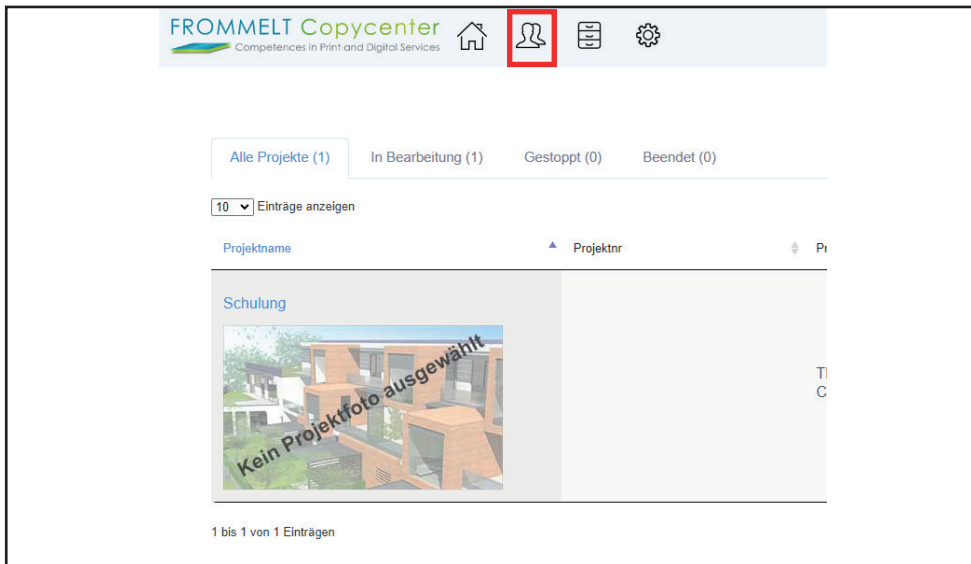 FROMMELT Copycenter
Competences in Print and Digital Services
Alle Projekte (1) In Bearbeitung (1) Gestoppt (0) Beendet (0)
10 Einträge anzeigen
Projektname Projektnr
Schulung
Kein Projektfoto ausgewählt
1 bis 1 von 1 Einträgen